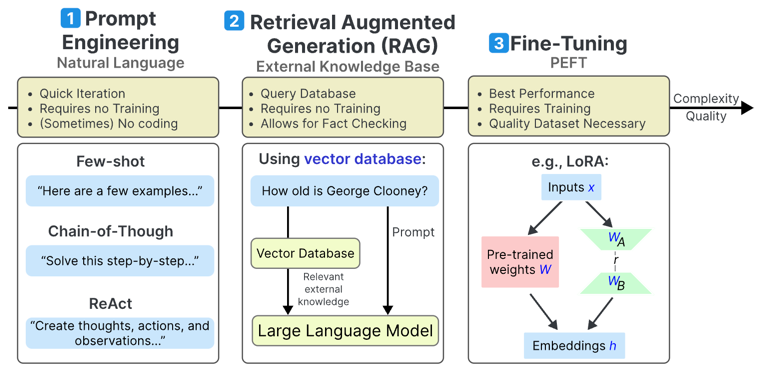 1 Prompt
Engineering
Natural Language
• Quick Iteration
• Requires no Training
• (Sometimes) No coding
Few-shot
“Here are a few examples...”
Chain-of-Though
“Solve this step-by-step...”
ReAct
“Create thoughts, actions, and
observations...”
2 Retrieval Augmented
Generation (RAG)
External Knowledge Base
• Query Database
• Requires no Training
• Allows for Fact Checking
Using vector database:
How old is George Clooney?
Prompt
Vector Database
Relevant
external
knowledge
Large Language Model
3 Fine-Tuning
PEFT
• Best Performance
• Requires Training
• Quality Dataset Necessary
e.g., LoRA:
Inputs x
Pre-trained
weights W
W_A
r
W_B
Embeddings h
Complexity
Quality